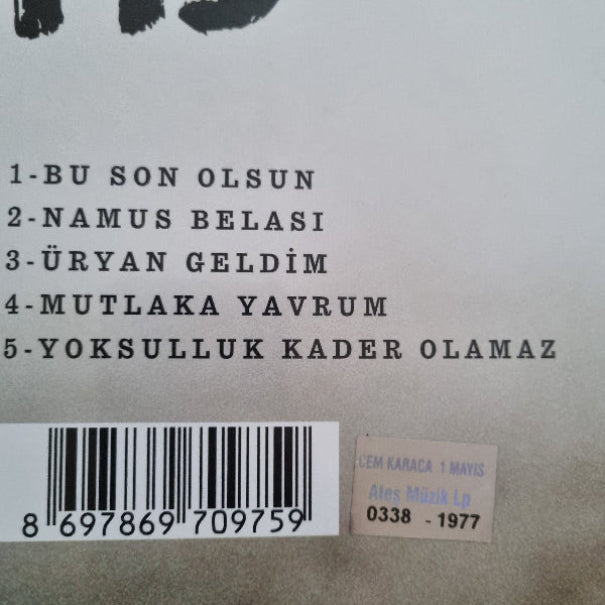 1-BU SON OLSUN
2-NAMUS BELASI
3-ÜRYAN GELDİM
4-MUTLAKA YAVRUM
5-YOKSULLUK KADER OLAMAZ
8 697869 709759
CEM KARACA 1 MAYIS
Ates Müzik Lp
0338 - 1977